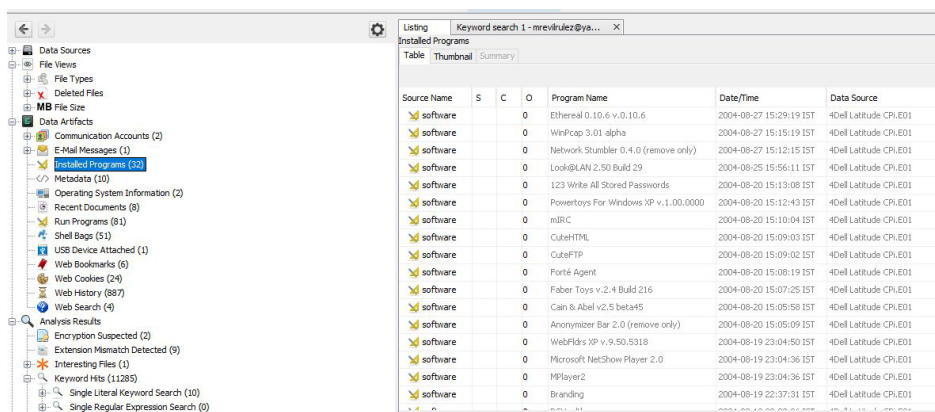 Data Sources
File Views
File Types
Deleted Files
MB File Size
Data Artifacts
Communication Accounts (2)
E-Mail Messages (1)
Installed Programs (32)
Metadata (10)
Operating System Information (2)
Recent Documents (8)
Run Programs (81)
Shell Bags (51)
USB Device Attached (1)
Web Bookmarks (6)
Web Cookies (24)
Web History (887)
Web Search (4)
Analysis Results
Encryption Suspected (2)
Extension Mismatch Detected (9)
Interesting Files (1)
Keyword Hits (11285)
Single Literal Keyword Search (10)
Single Regular Expression Search (0)
Listing Keyword search 1 - mrevilrulez@ya... X
Installed Programs
Table Thumbnail Summary
Source Name S C O Program Name Date/Time Data Source
software 0 Ethereal 0.10.6 v.0.10.6 2004-08-27 15:29:19 IST 4Dell Latitude CPi.E01
software 0 WinPcap 3.01 alpha 2004-08-27 15:15:19 IST 4Dell Latitude CPi.E01
software 0 Network Stumbler 0.4.0 (remove only) 2004-08-27 15:12:15 IST 4Dell Latitude CPi.E01
software 0 Look@LAN 2.50 Build 29 2004-08-25 15:56:11 IST 4Dell Latitude CPi.E01
software 0 123 Write All Stored Passwords 2004-08-20 15:13:08 IST 4Dell Latitude CPi.E01
software 0 Powertoys For Windows XP v.1.00.0000 2004-08-20 15:12:43 IST 4Dell Latitude CPi.E01
software 0 mIRC 2004-08-20 15:10:04 IST 4Dell Latitude CPi.E01
software 0 CuteHTML 2004-08-20 15:09:03 IST 4Dell Latitude CPi.E01
software 0 CuteFTP 2004-08-20 15:09:02 IST 4Dell Latitude CPi.E01
software 0 Forté Agent 2004-08-20 15:08:19 IST 4Dell Latitude CPi.E01
software 0 Faber Toys v.2.4 Build 216 2004-08-20 15:07:25 IST 4Dell Latitude CPi.E01
software 0 Cain & Abel v2.5 beta45 2004-08-20 15:05:58 IST 4Dell Latitude CPi.E01
software 0 Anonymizer Bar 2.0 (remove only) 2004-08-20 15:05:09 IST 4Dell Latitude CPi.E01
software 0 WebFldrs XP v.9.50.5318 2004-08-19 23:04:50 IST 4Dell Latitude CPi.E01
software 0 Microsoft NetShow Player 2.0 2004-08-19 23:04:36 IST 4Dell Latitude CPi.E01
software 0 MPlayer2 2004-08-19 23:04:36 IST 4Dell Latitude CPi.E01
software 0 Branding 2004-08-19 22:37:31 IST 4Dell Latitude CPi.E01